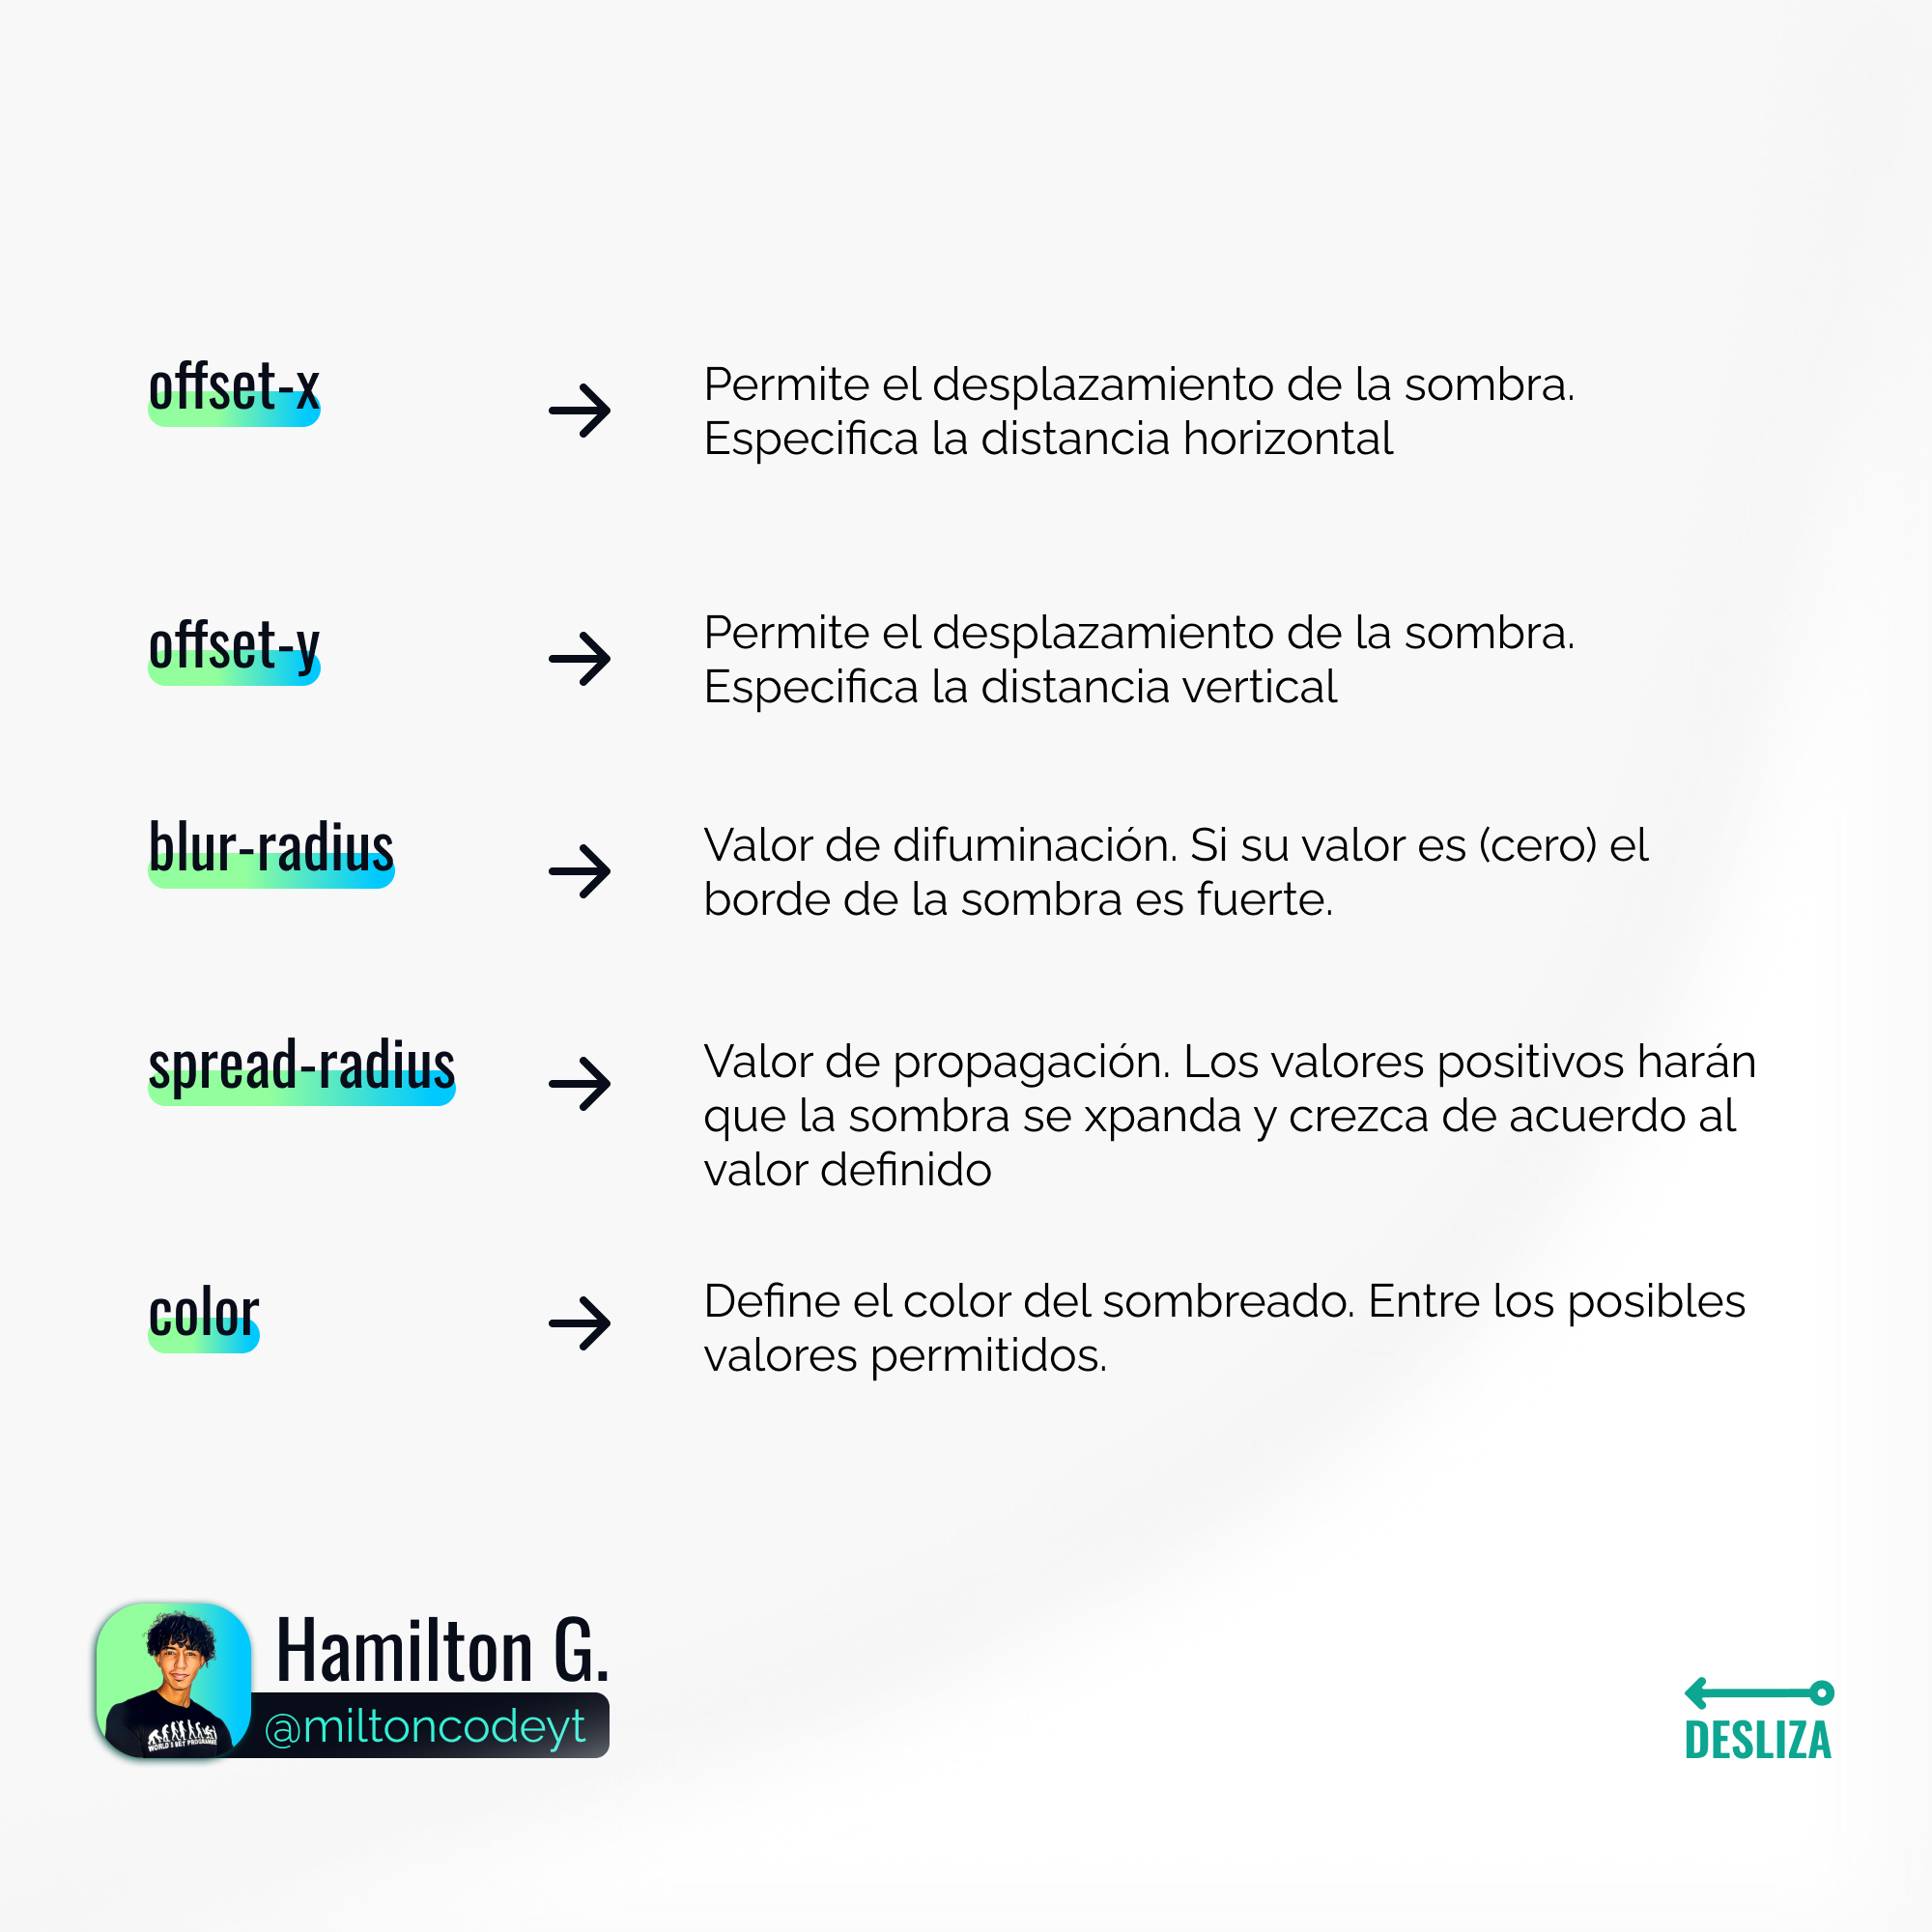 offset-x
Permite el desplazamiento de la sombra.
Especifica la distancia horizontal
offset-y
Permite el desplazamiento de la sombra.
Especifica la distancia vertical
blur-radius
Valor de difuminación. Si su valor es (cero) el
borde de la sombra es fuerte.
spread-radius
Valor de propagación. Los valores positivos harán
que la sombra se xpanda y crezca de acuerdo al
valor definido
color
Define el color del sombreado. Entre los posibles
valores permitidos.
Hamilton G.
@miltoncodeyt
WORLD'S
DESLIZA